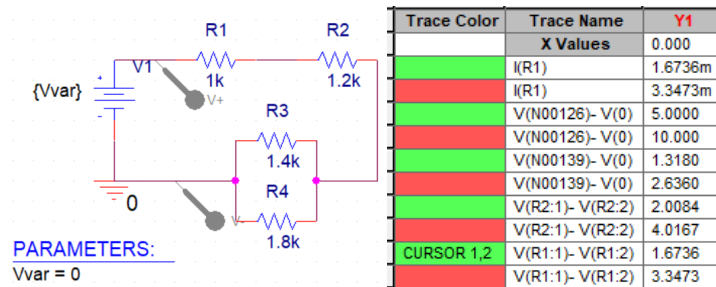 R1
R2
V1
1k
1.2k
{Vvar}
+
V+
-
R3
1.4k
R4
0
V-
1.8k
PARAMETERS:
Vvar = 0
Trace Color Trace Name Y1
X Values 0.000
I(R1) 1.6736m
I(R1) 3.3473m
V(N00126)- V(0) 5.0000
V(N00126)- V(0) 10.000
V(N00139)- V(0) 1.3180
V(N00139)- V(0) 2.6360
V(R2:1)- V(R2:2) 2.0084
V(R2:1)- V(R2:2) 4.0167
CURSOR 1,2 V(R1:1)- V(R1:2) 1.6736
V(R1:1)- V(R1:2) 3.3473